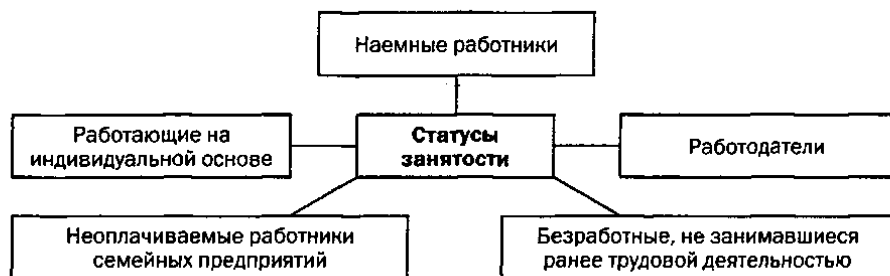 Наемные работники
Работающие на
индивидуальной основе
Статусы
занятости
Работодатели
Неоплачиваемые работники
семейных предприятий
Безработные, не занимавшиеся
ранее трудовой деятельностью